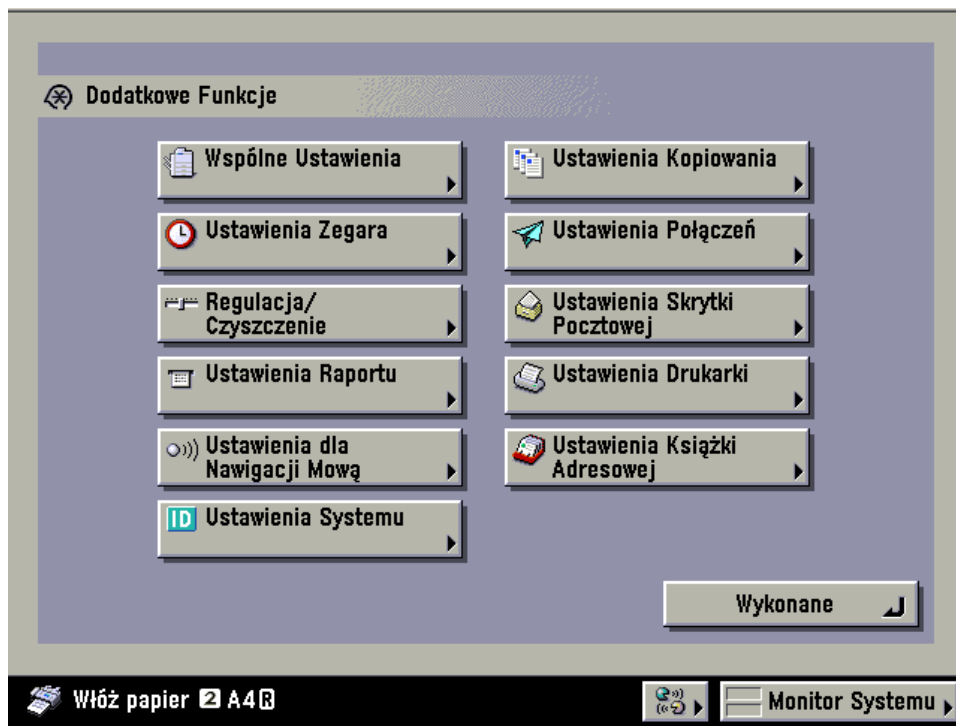 Dodatkowe Funkcje
Wspólne Ustawienia
Ustawienia Kopiowania
Ustawienia Zegara
Ustawienia Połączeń
Regulacja/
Czyszczenie
Ustawienia Skrytki
Pocztowej
Ustawienia Raportu
Ustawienia Drukarki
Ustawienia dla
Nawigacji Mową
Ustawienia Książki
Adresowej
ID Ustawienia Systemu
Wykonane
Włóż papier 2 A4R
Monitor Systemu